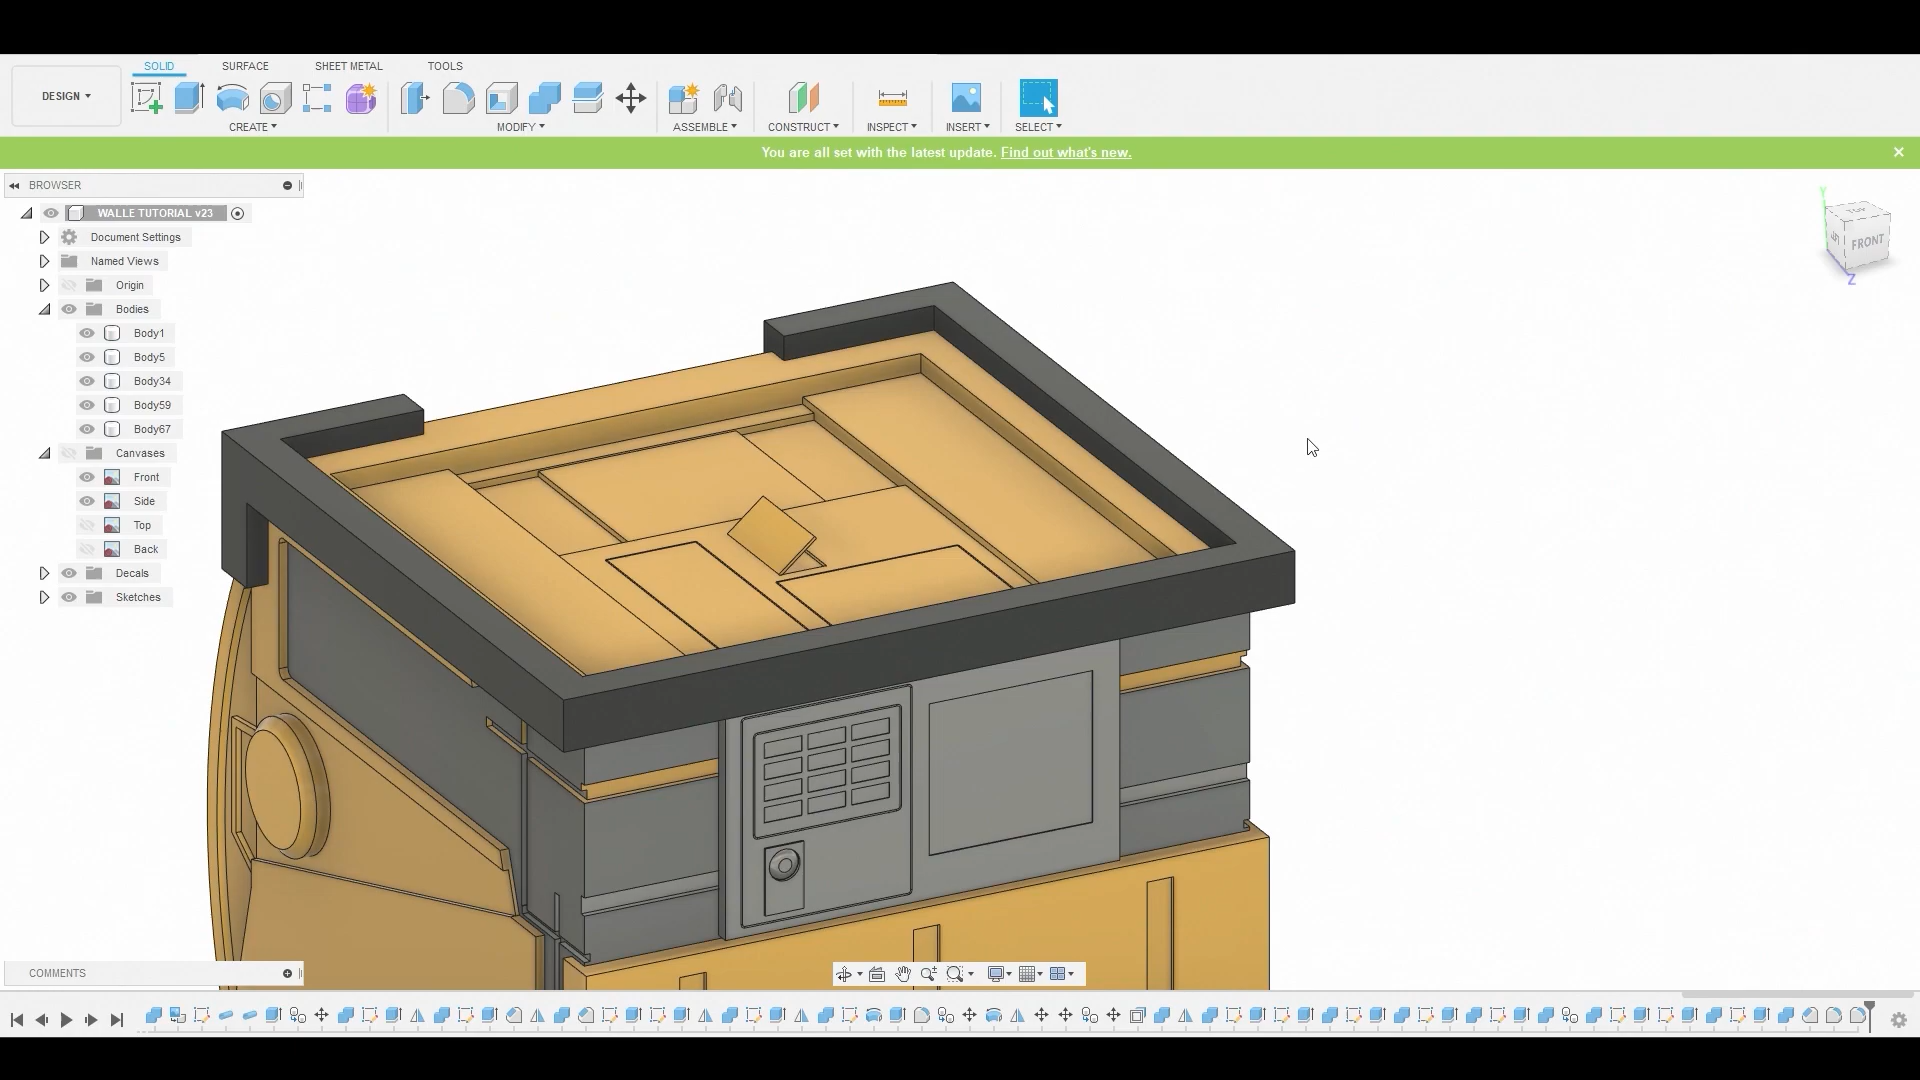 SOLID SURFACE SHEET METAL TOOLS
DESIGN
CREATE MODIFY ASSEMBLE CONSTRUCT INSPECT INSERT SELECT
You are all set with the latest update. Find out what's new.
BROWSER
WALLE TUTORIAL v23
Document Settings
Named Views
Origin
Bodies
Body1
Body5
Body34
Body59
Body67
Canvases
Front
Side
Top
Back
Decals
Sketches
TOP
FRONT
Y
Z
COMMENTS